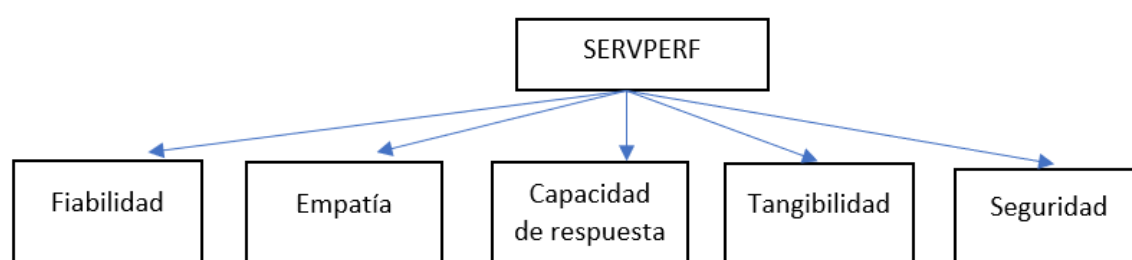 SERVPERF
Fiabilidad
Empatía
Capacidad
de respuesta
Tangibilidad
Seguridad